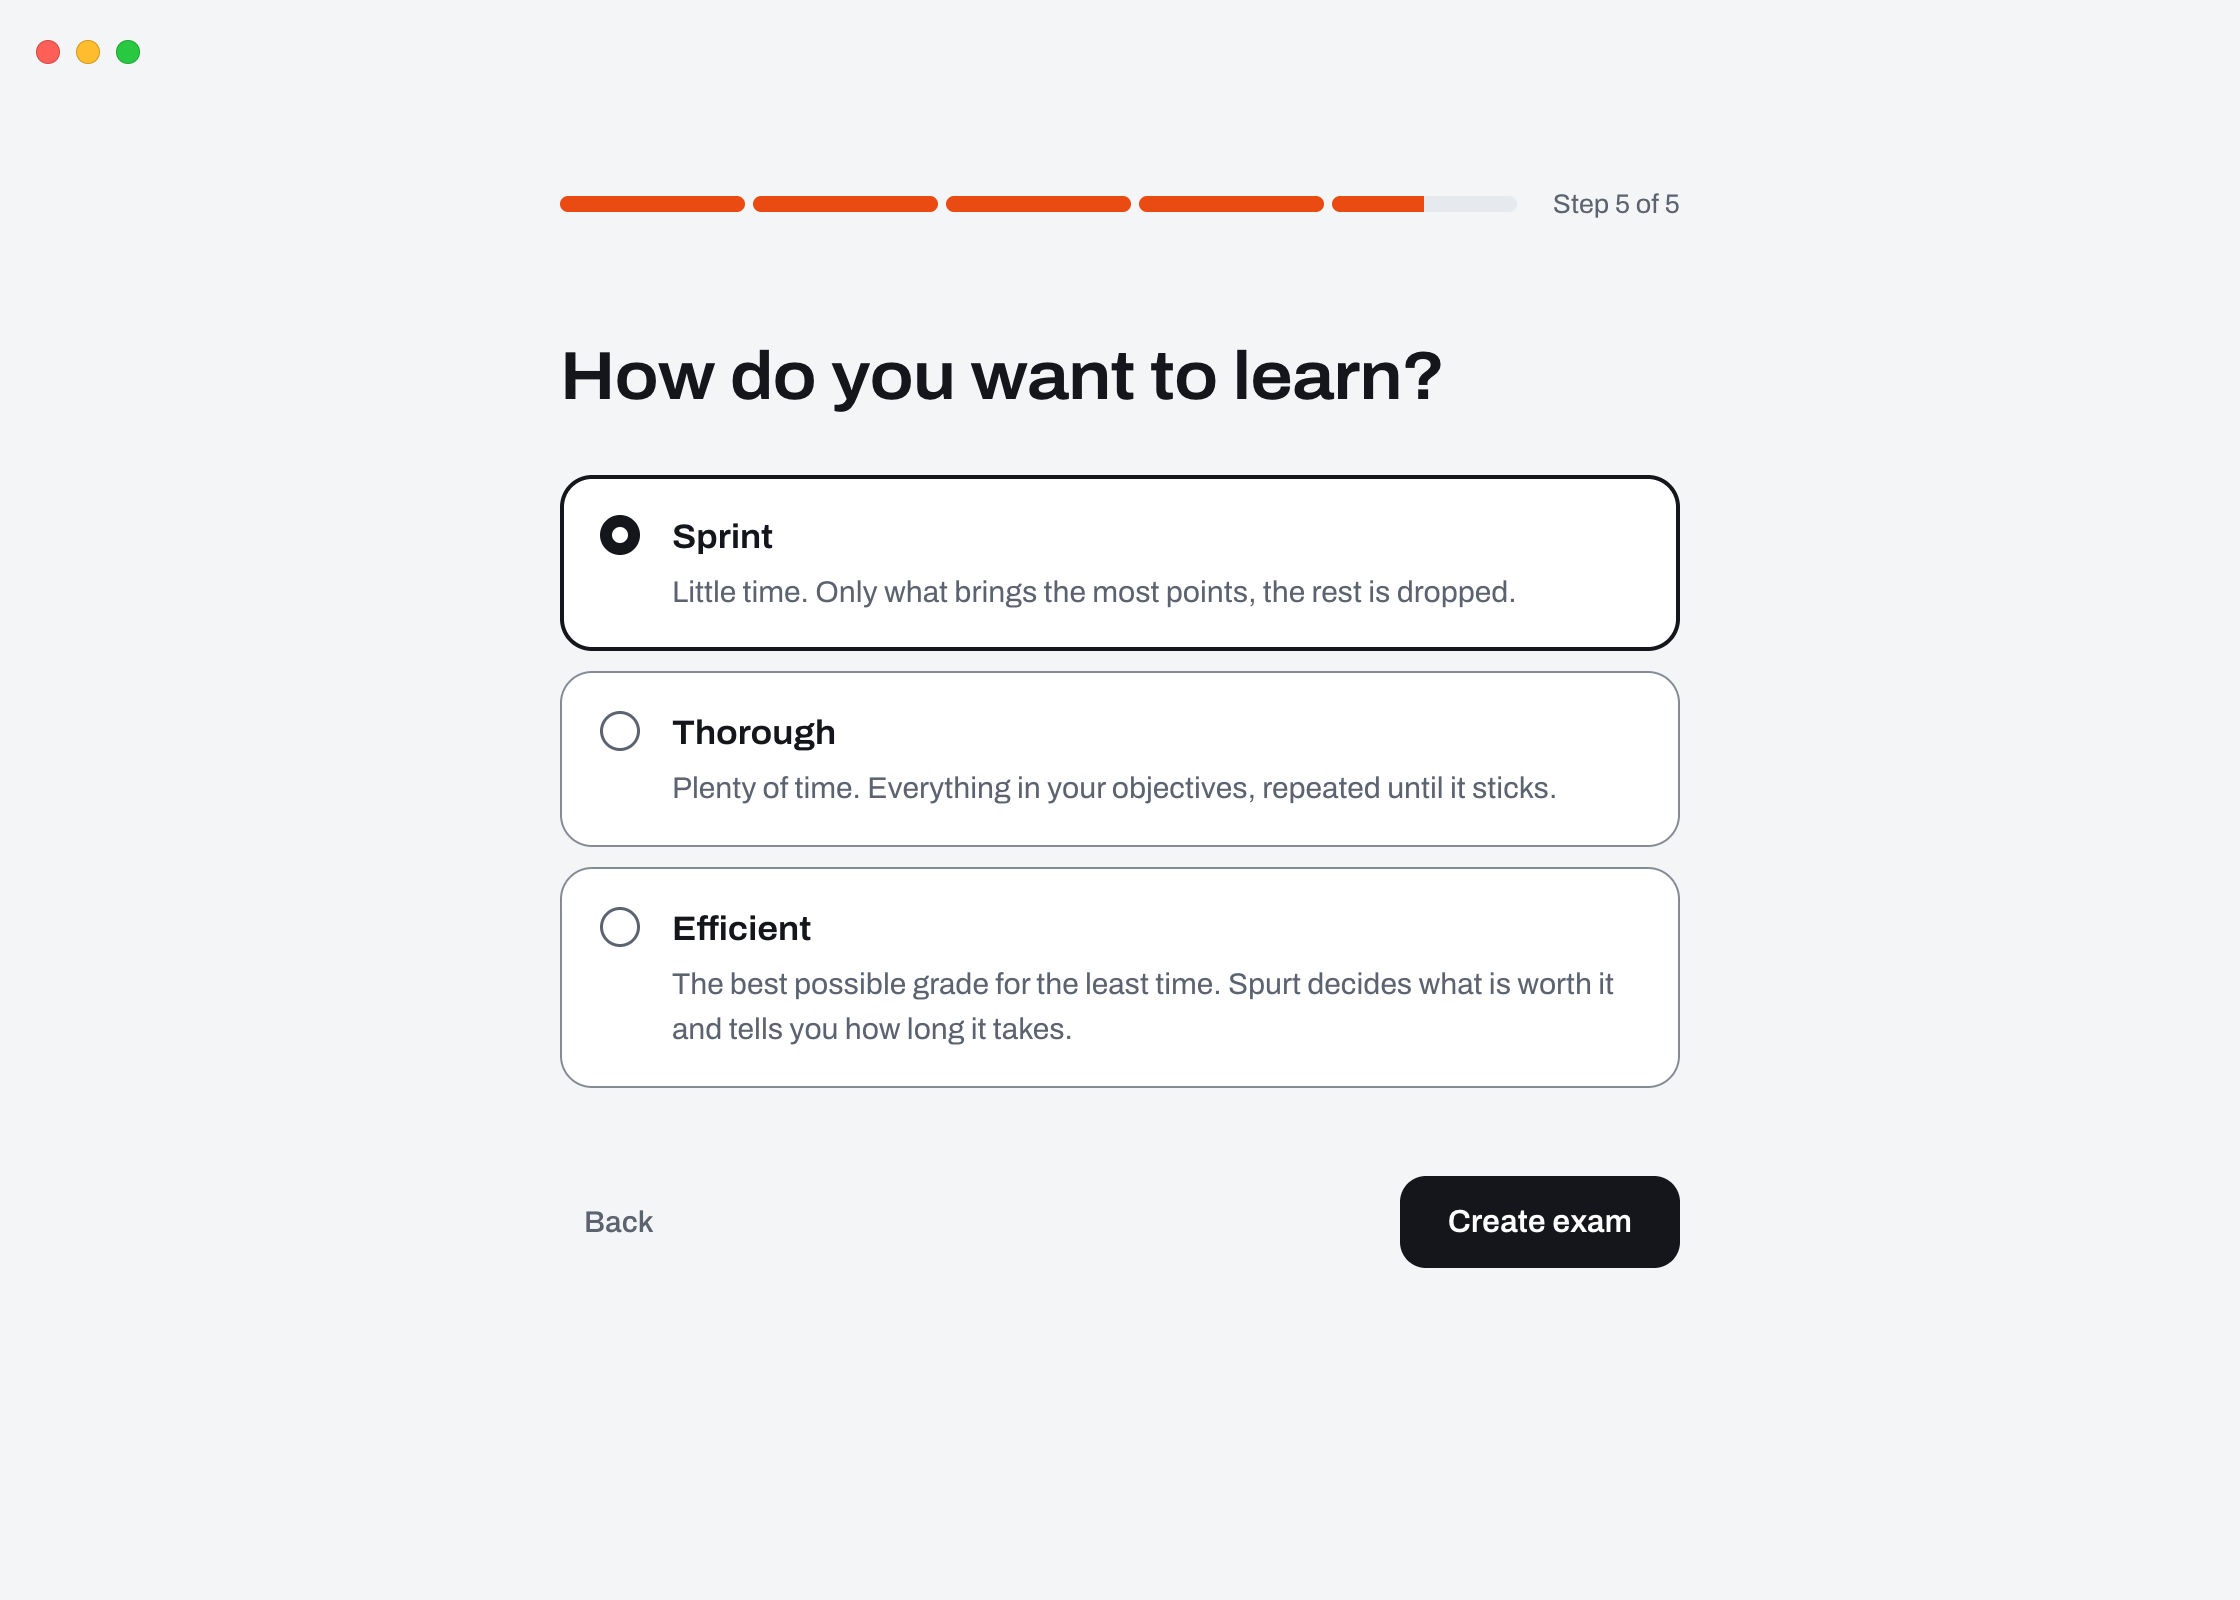 Step 5 of 5
How do you want to learn?
Sprint
Little time. Only what brings the most points, the rest is dropped.
Thorough
Plenty of time. Everything in your objectives, repeated until it sticks.
Efficient
The best possible grade for the least time. Spurt decides what is worth it
and tells you how long it takes.
Back
Create exam